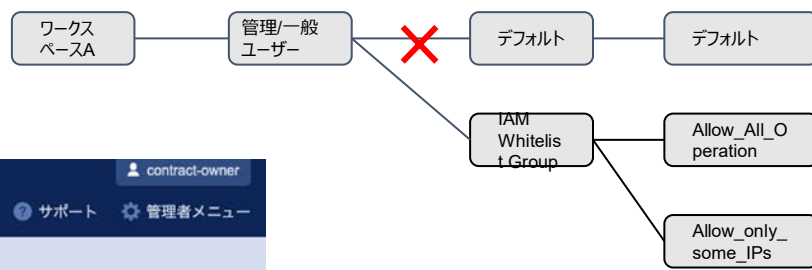 ワークス
ペースA
管理/一般
ユーザー
デフォルト
デフォルト
IAM
Whitelis
t Group
Allow_All_O
peration
contract-owner
サポート
管理者メニュー
Allow_only_
some_IPs